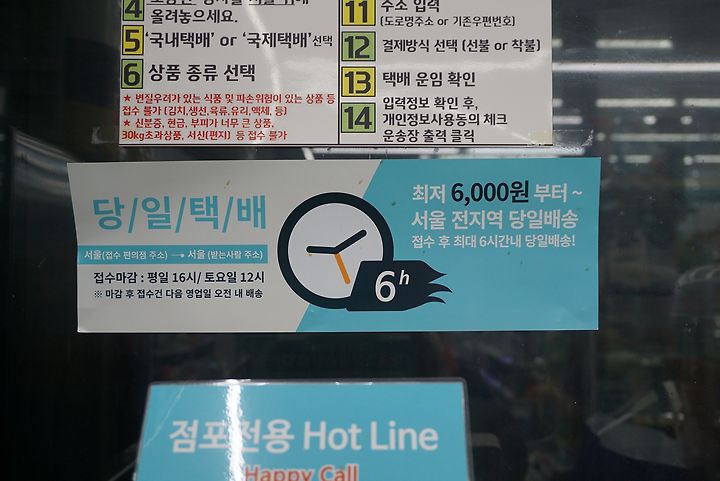 4
올려놓으세요.
5 '국내택배' or '국제택배' 선택
6 상품 종류 선택
★ 변질우려가 있는 식품 및 파손위험이 있는 상품 등
접수 불가 (김치,생선,육류,유리,액체, 등)
★ 신분증, 현금, 부피가 너무 큰 상품,
30kg초과상품, 서신(편지) 등 접수 불가
11 주소 입력
(도로명주소 or 기존우편번호)
12 결제방식 선택 (선불 or 착불)
13 택배 운임 확인
14 입력정보 확인 후,
개인정보사용동의 체크
운송장 출력 클릭
당/일/택/배
서울(접수 편의점 주소) → 서울 (받는사람 주소)
접수마감 : 평일 16시/ 토요일 12시
※ 마감 후 접수건 다음 영업일 오전 내 배송
6h
최저 6,000원 부터~
서울 전지역 당일배송
접수 후 최대 6시간내 당일배송!
점포전용 Hot Line
Happy Call